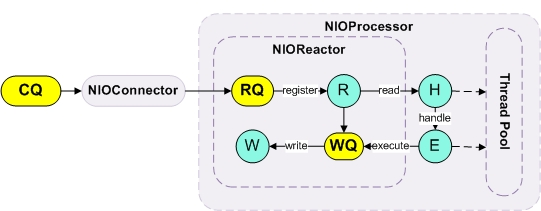 NIOProcessor
NIOReactor
CQ
NIOConnector
RQ
register
R
read
H
handle
W
write
WQ
execute
E
Thread Pool